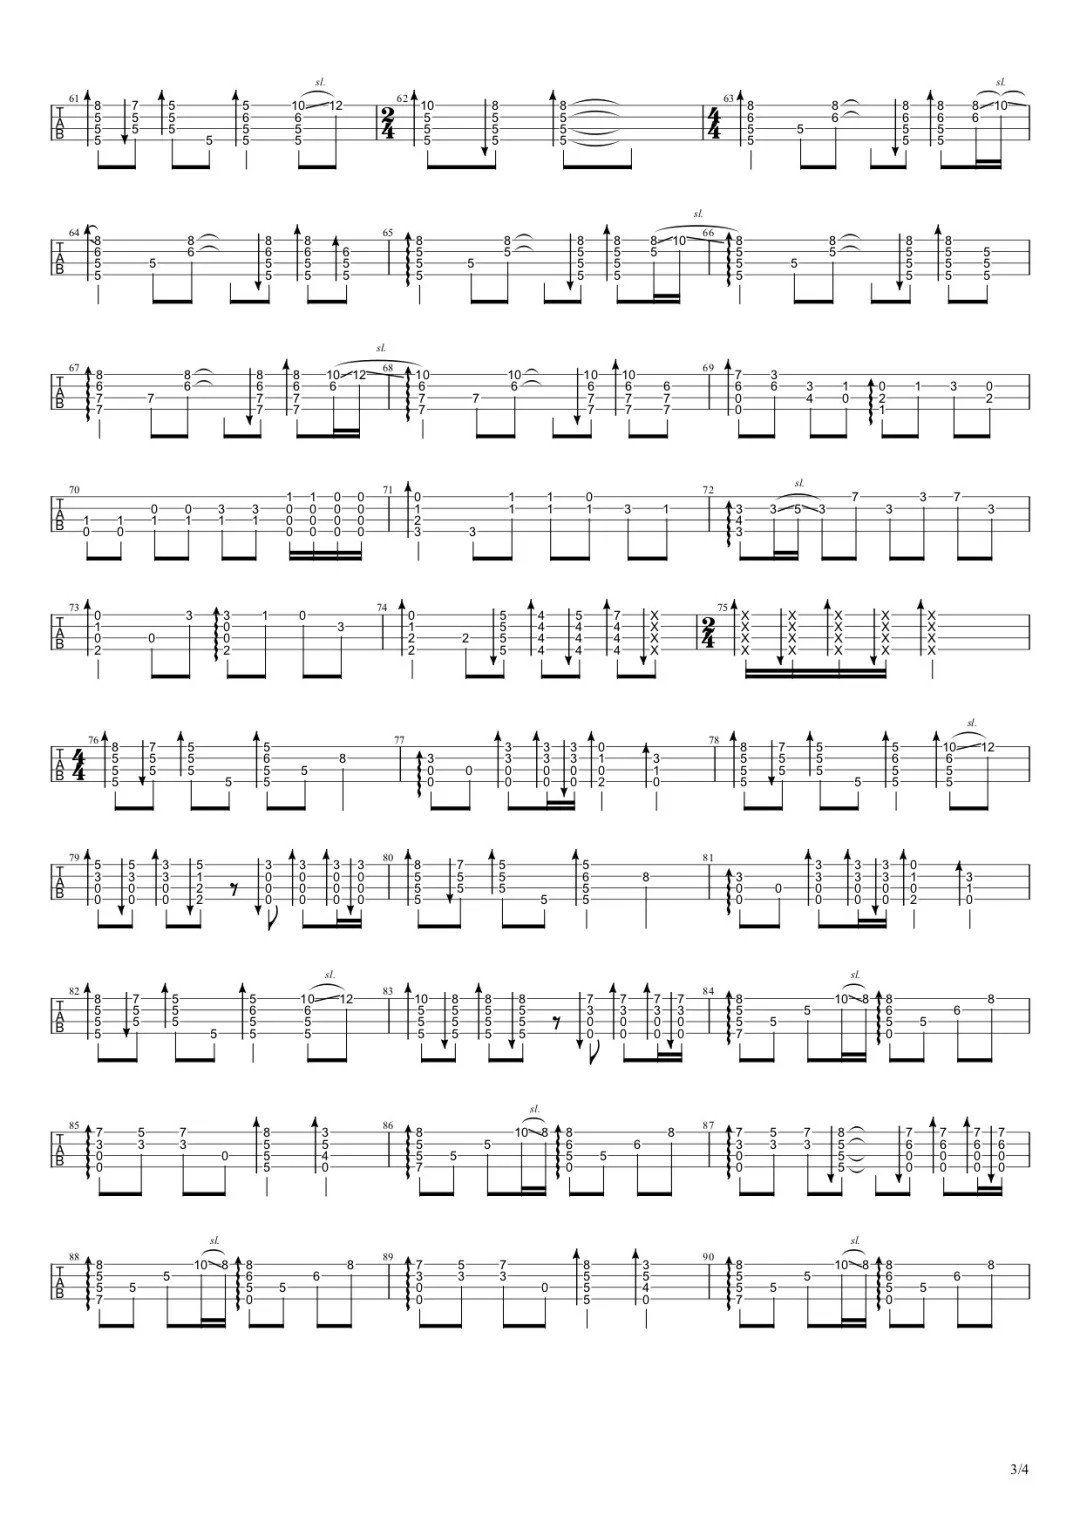 sl. sl.
61 62 63
T 8 7 5 5 10 12 2 10 8 8 4 8 8 8 8 8 10
A 5 5 5 6 6 5 5 5 6 6 6 6 6
B 5 5 5 5 5 4 5 5 5 4 5 5 5 5
5 5 5 5 5 5 5 5 5 5
sl.
64 65 66
T 8 8 8 8 8 8 8 8 8 10 8 8 8 8
A 6 6 6 6 6 5 5 5 5 5 5 5 5 5 5
B 5 5 5 5 5 5 5 5 5 5 5 5 5 5
5 5 5 5 5 5 5 5 5 5 5
sl.
67 68 69
T 8 8 8 8 10 12 10 10 10 10 7 3
A 6 6 6 6 6 6 6 6 6 6 6 6 3 1 0 1 3 0
B 7 7 7 7 7 7 7 7 7 0 4 0 2 2
7 7 7 7 7 7 7 0 1
sl.
70 71 72
T 1 1 0 0 0 1 1 0 7 3 7
A 0 0 3 3 0 0 0 0 1 1 1 1 3 1 3 3 5 3 3 3
B 1 1 1 1 1 1 0 0 0 0 2 4
0 0 0 0 0 0 3 3 3
73 74 75
T 0 3 3 1 0 0 5 4 5 7 X 2 X X X X X
A 1 0 3 1 5 4 4 4 X X X X X X
B 0 0 0 2 2 5 4 4 4 X 4 X X X X X
2 2 2 5 4 4 4 X X X X X X
sl.
76 77 78
T 4 8 7 5 5 3 3 3 0 8 7 5 5 10 12
A 5 5 5 6 8 3 3 3 3 1 3 5 5 5 6 6
B 4 5 5 5 5 5 0 0 0 0 0 0 1 5 5 5 5 5
5 5 5 0 0 0 0 2 0 5 5 5 5
79 80 81
T 5 5 3 5 3 3 3 3 8 7 5 5 3 3 3 0
A 3 3 3 1 0 0 0 0 5 5 5 6 8 3 3 3 3 1 3
B 0 0 0 2 0 0 0 0 5 5 5 5 0 0 0 0 0 0 1
0 0 0 2 0 0 0 0 5 5 5 0 0 0 0 2 0
sl. sl.
82 83 84
T 8 7 5 5 10 12 10 8 8 8 7 7 7 7 8 10 8 8 8
A 5 5 5 6 6 5 5 5 5 3 3 3 3 5 5 6 6
B 5 5 5 5 5 5 5 5 5 0 0 0 0 5 5 5 5
5 5 5 5 5 5 5 5 0 0 0 0 7 0
sl.
85 86 87
T 7 5 7 8 3 8 10 8 8 8 7 5 7 8 7 7 7 7
A 3 3 3 5 5 5 5 6 6 3 3 3 5 6 6 6 6
B 0 0 5 4 5 5 5 5 0 5 0 0 0 0
0 5 0 7 0 0 5 0 0 0 0
sl. sl.
88 89 90
T 8 10 8 8 8 7 5 7 8 3 8 10 8 8 8
A 5 5 6 6 3 3 3 5 5 5 5 6 6
B 5 5 5 5 0 0 5 4 5 5 5 5
7 0 0 5 0 7 0
3/4